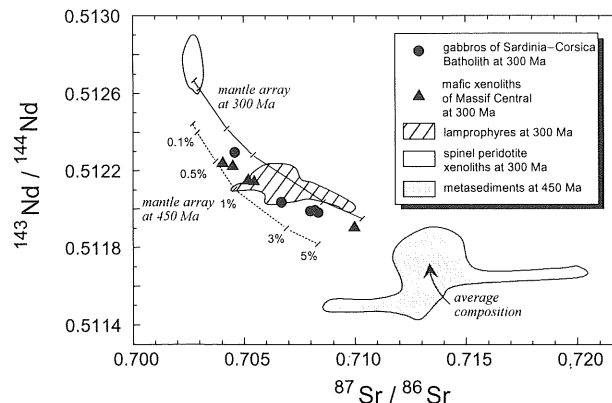 0.5130
0.5126
0.5122
0.5118
0.5114
143Nd / 144Nd
0.700
0.705
0.710
0.715
0.720
87Sr / 86Sr
mantle array
at 300 Ma
0.1%
0.5%
mantle array
at 450 Ma
1%
3%
5%
average
composition
gabbros of Sardinia–Corsica
Batholith at 300 Ma
mafic xenoliths
of Massif Central
at 300 Ma
lamprophyres at 300 Ma
spinel peridotite
xenoliths at 300 Ma
metasediments at 450 Ma